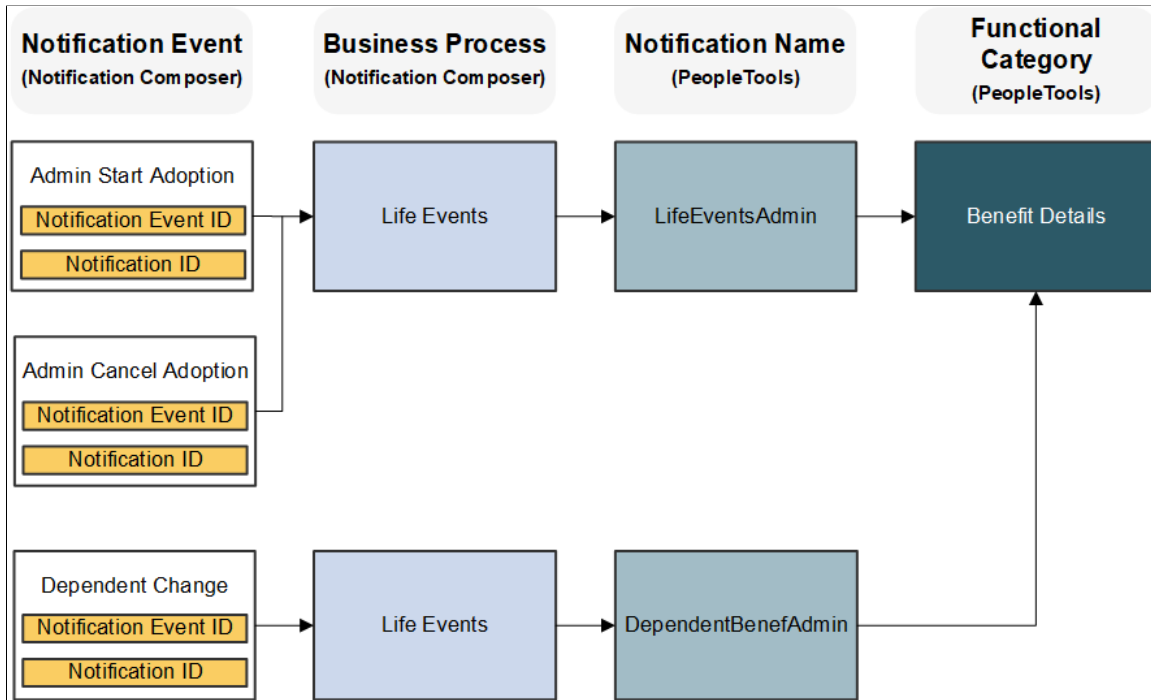 Notification Event
(Notification Composer)
Business Process
(Notification Composer)
Notification Name
(PeopleTools)
Functional
Category
(PeopleTools)
Admin Start Adoption
Notification Event ID
Notification ID
Life Events
LifeEventsAdmin
Benefit Details
Admin Cancel Adoption
Notification Event ID
Notification ID
Dependent Change
Notification Event ID
Notification ID
Life Events
DependentBenefAdmin